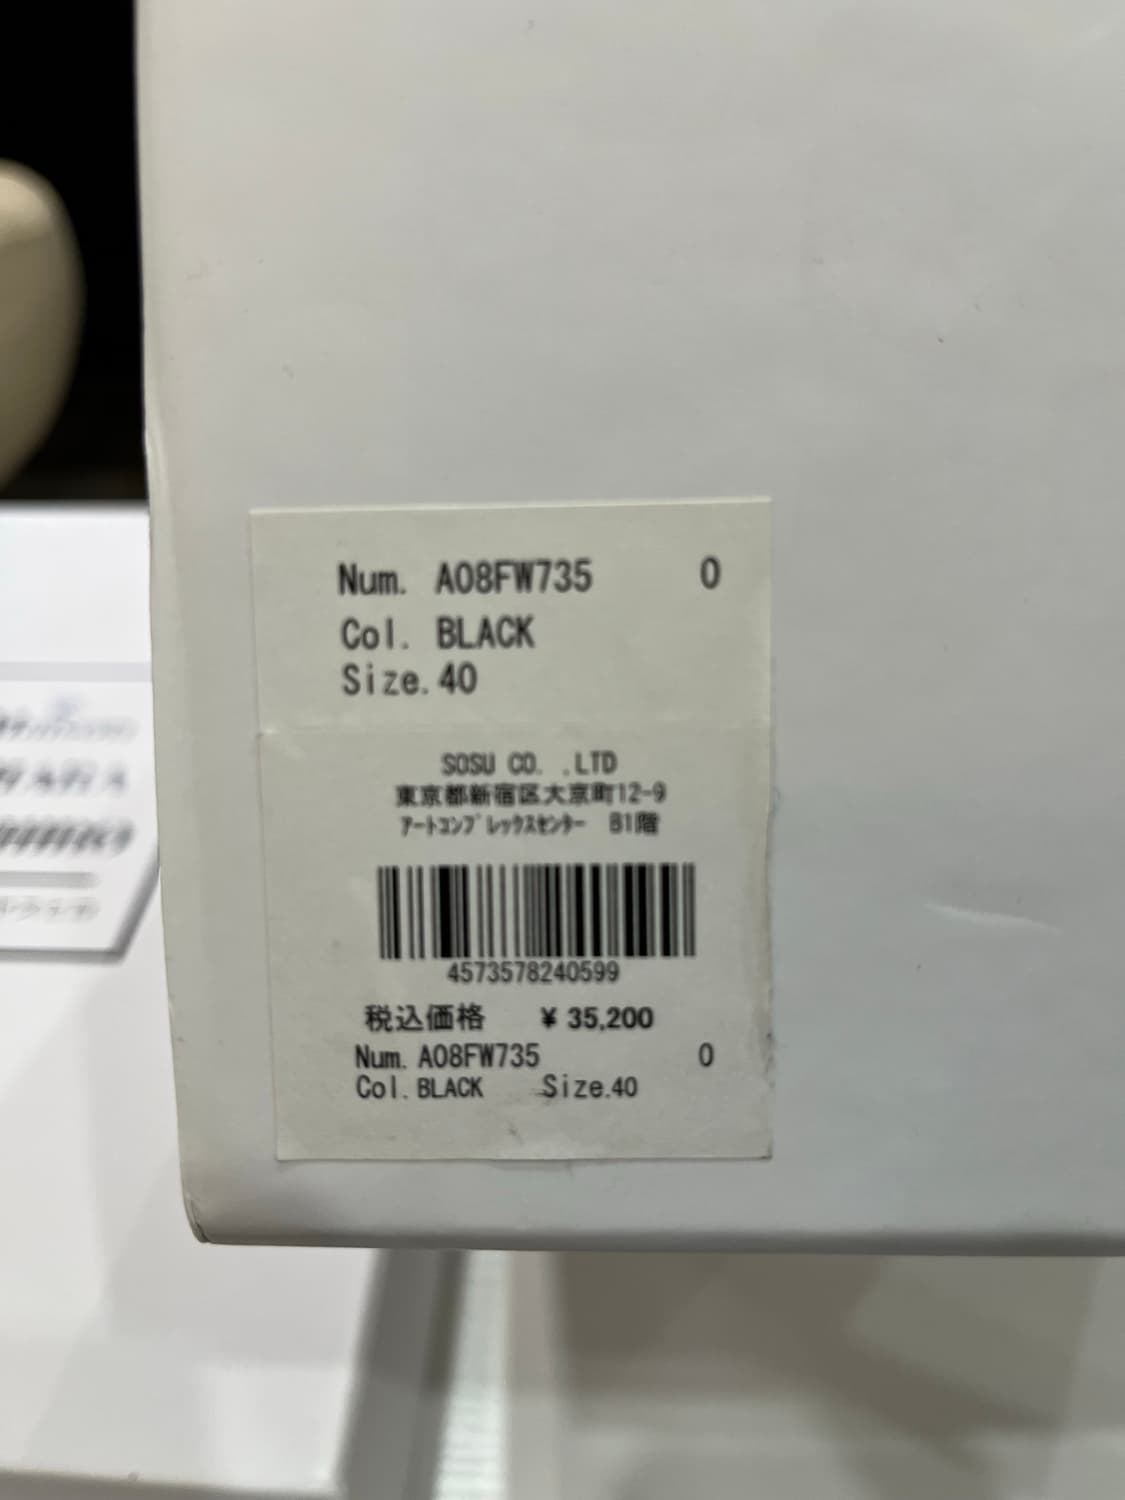 Num. A08FW735 0
Col. BLACK
Size. 40
SOSU CO. ,LTD
東京都新宿区大京町12-9
ｱｰﾄｺﾝﾌﾟﾚｯｸｽｾﾝﾀｰ B1階
4573578240599
税込価格 ¥ 35,200
Num. A08FW735 0
Col. BLACK Size.40